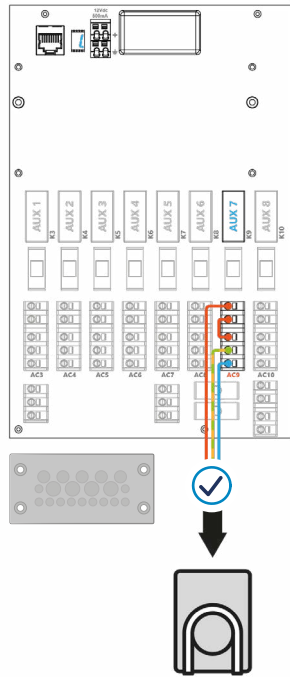 12Vdc
800mA
AUX 1
AUX 2
AUX 3
AUX 4
AUX 5
AUX 6
AUX 7
AUX 8
K3
K4
K5
K6
K7
K8
K9
K10
AC3
AC4
AC5
AC6
AC7
AC8
AC9
AC10